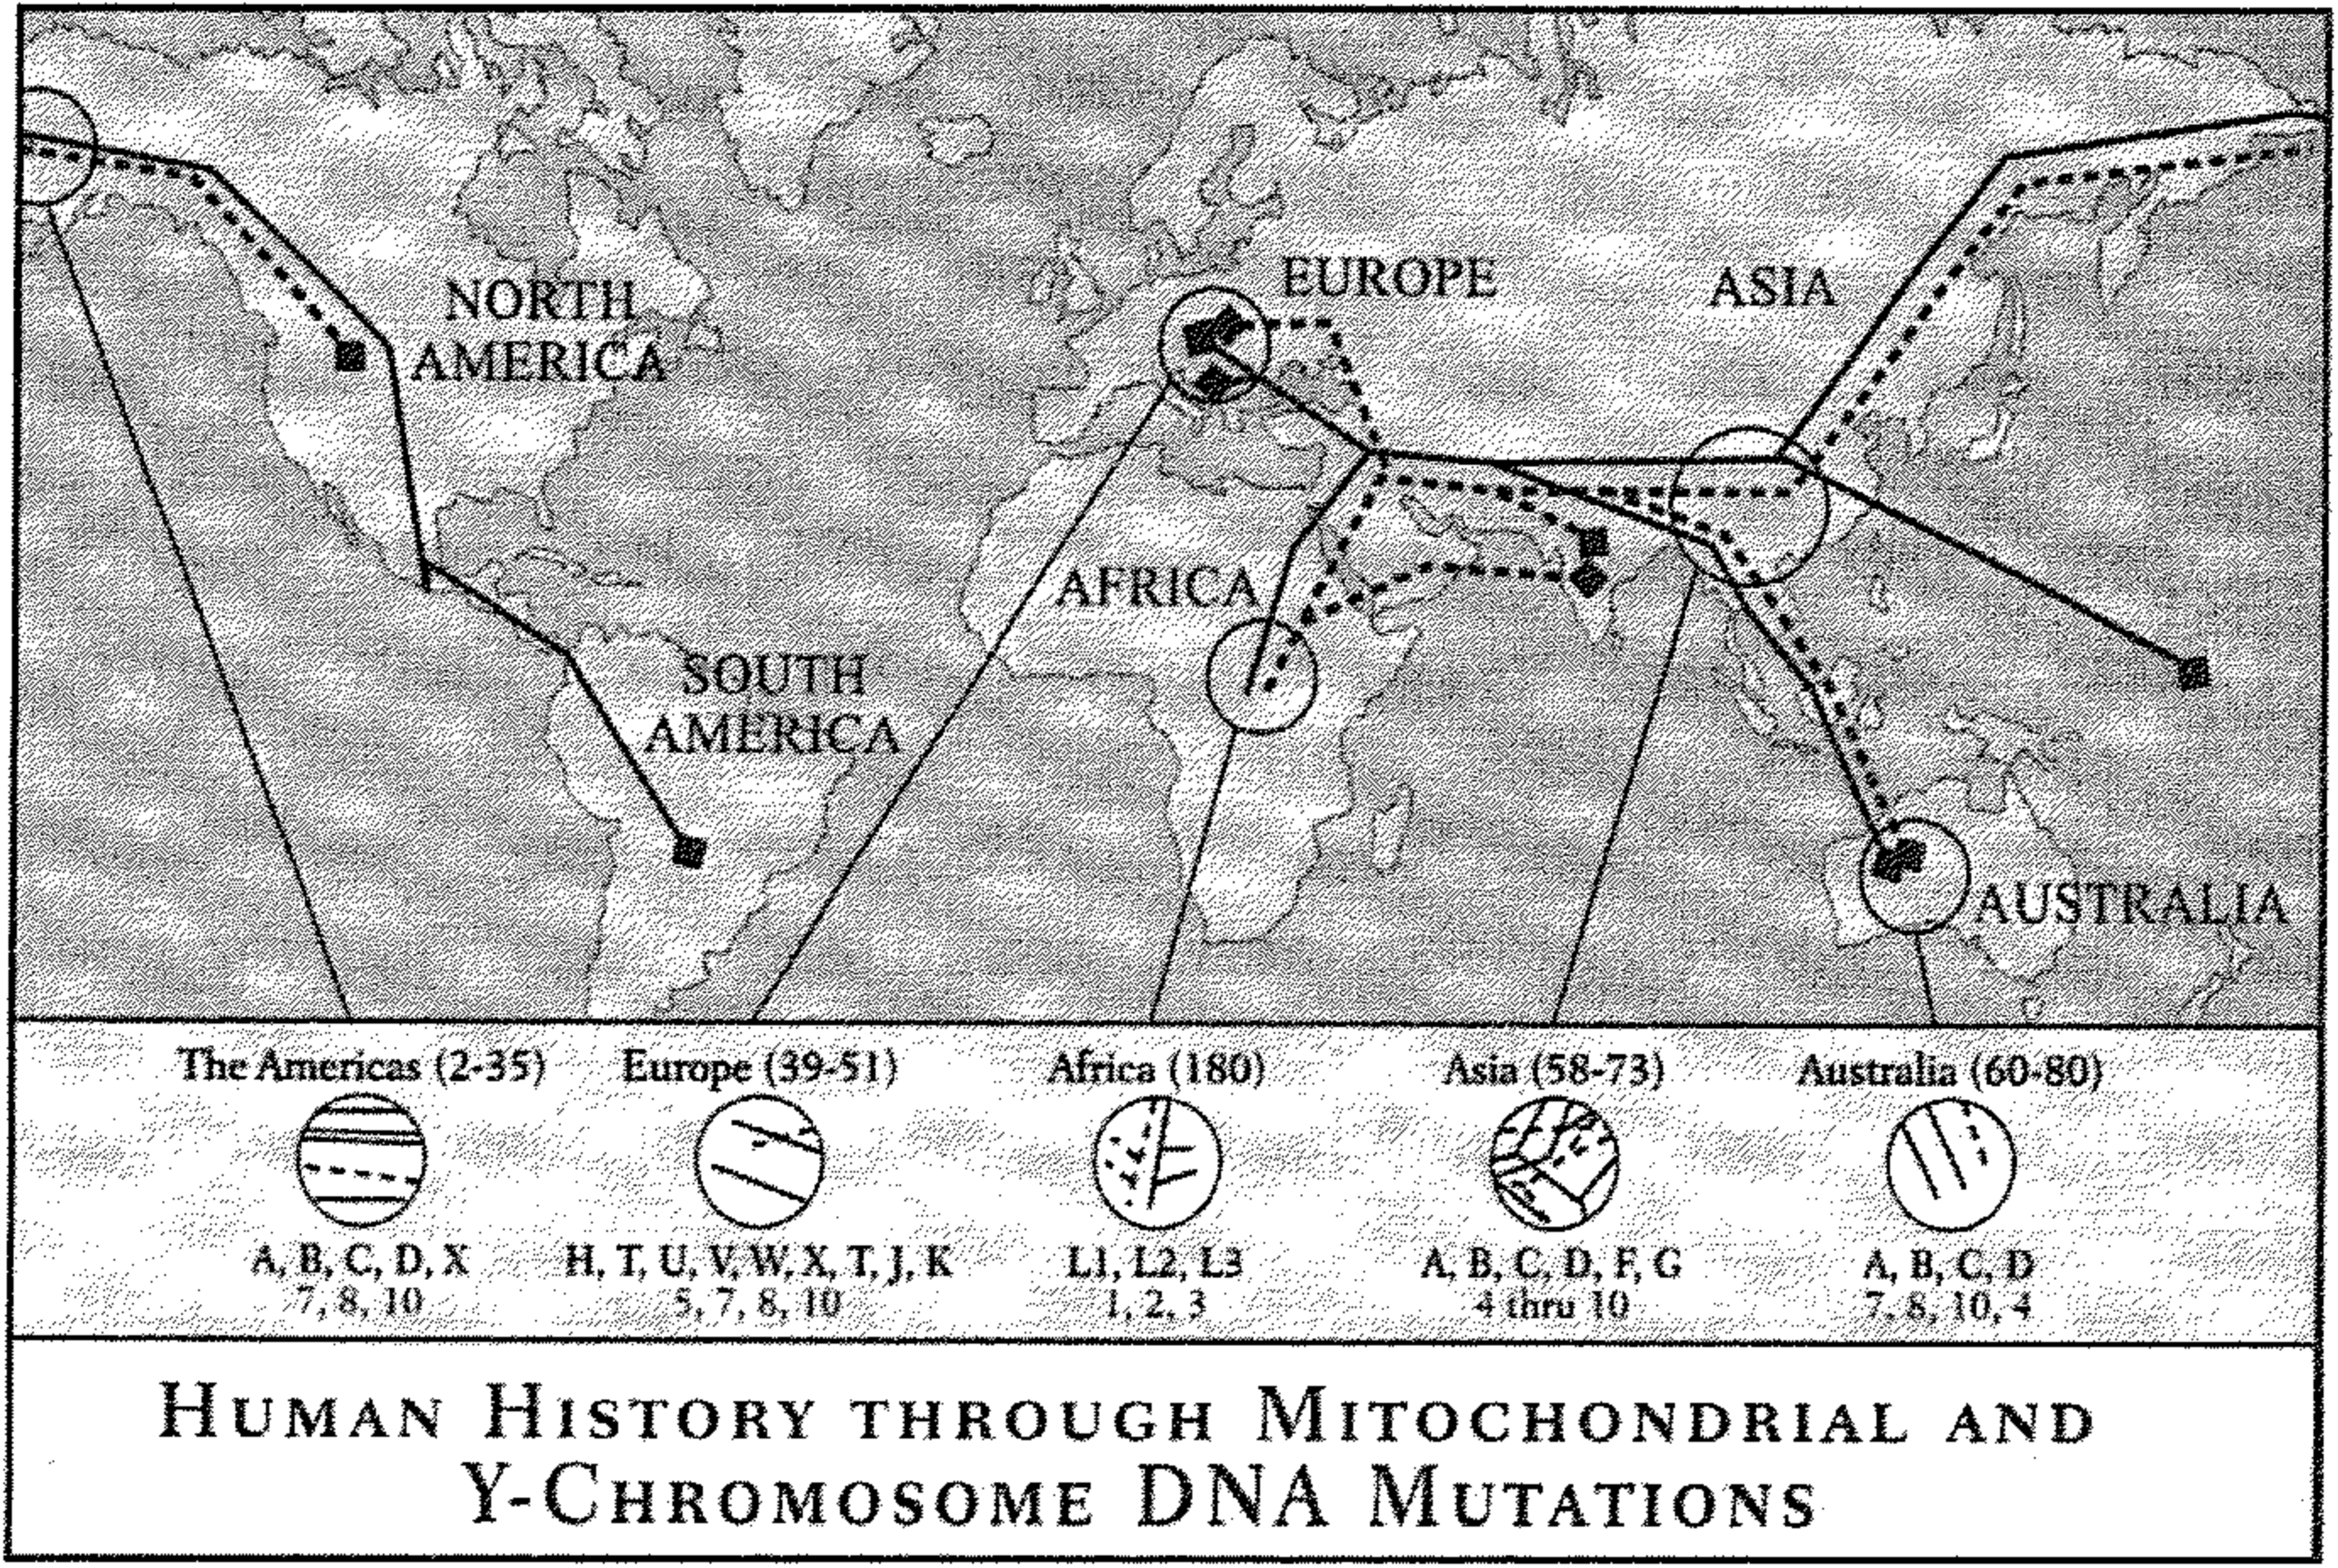 NORTH
AMERICA
EUROPE
ASIA
AFRICA
SOUTH
AMERICA
AUSTRALIA
The Americas (2-35)
A, B, C, D, X
7, 8, 10
Europe (39-51)
H, T, U, V, W, X, T, J, K
5, 7, 8, 10
Africa (180)
L1, L2, L3
1, 2, 3
Asia (58-73)
A, B, C, D, F, G
4 thru 10
Australia (60-80)
A, B, C, D
7, 8, 10, 4
HUMAN HISTORY THROUGH MITOCHONDRIAL AND
Y-CHROMOSOME DNA MUTATIONS